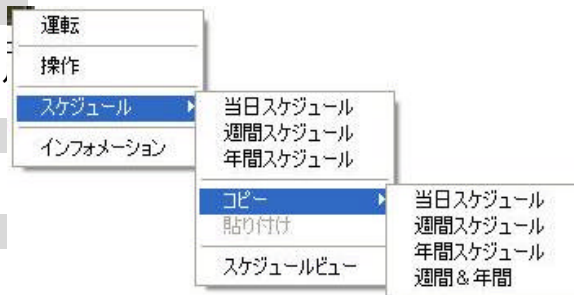 運転
操作
スケジュール
インフォメーション
当日スケジュール
週間スケジュール
年間スケジュール
コピー
貼り付け
スケジュールビュー
当日スケジュール
週間スケジュール
年間スケジュール
週間＆年間